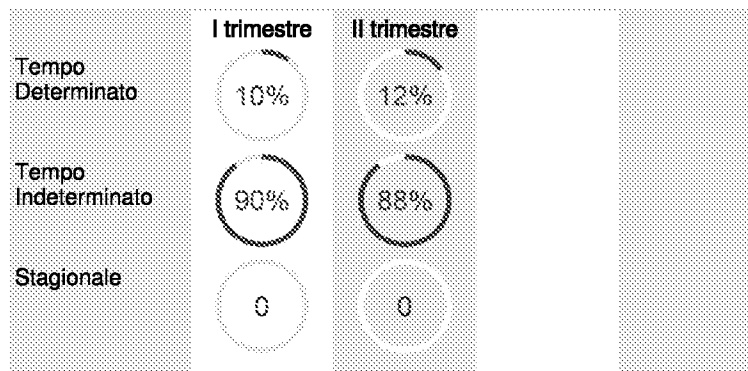 I trimestre II trimestre
Tempo
Determinato
10% 12%
Tempo
Indeterminato
90% 88%
Stagionale
0 0